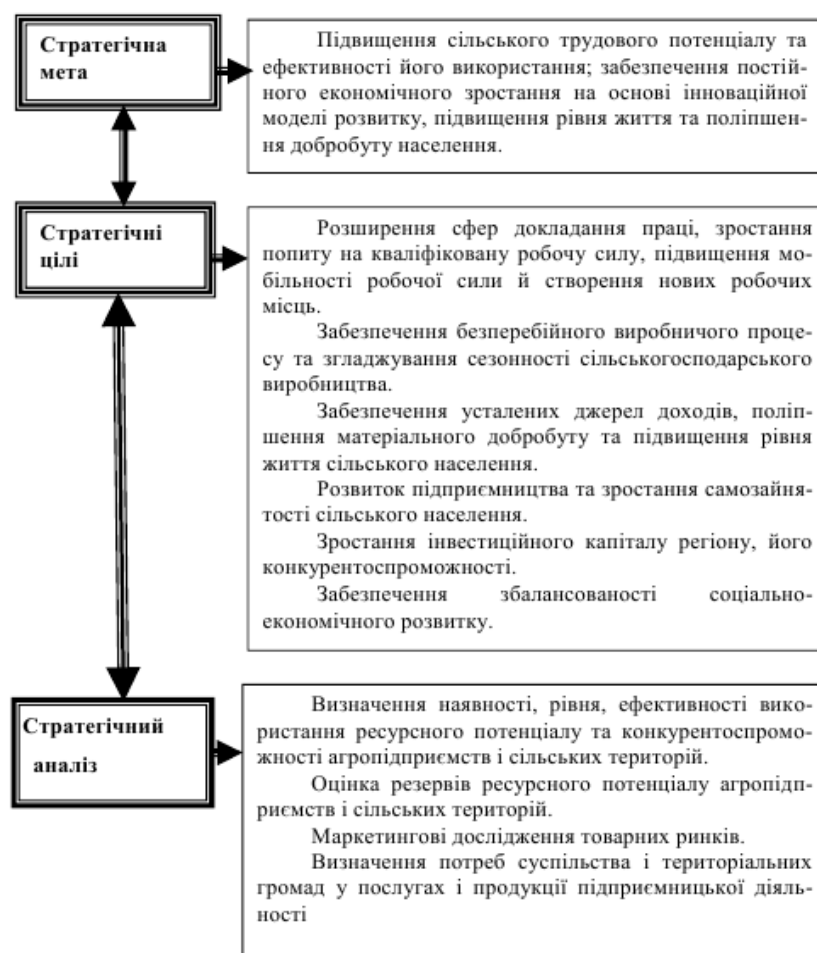 Стратегічна
мета
Підвищення сільського трудового потенціалу та
ефективності його використання; забезпечення постій-
ного економічного зростання на основі інноваційної
моделі розвитку, підвищення рівня життя та поліпшен-
ня добробуту населення.
Стратегічні
цілі
Розширення сфер докладання праці, зростання
попиту на кваліфіковану робочу силу, підвищення мо-
більності робочої сили й створення нових робочих
місць.
Забезпечення безперебійного виробничого проце-
су та згладжування сезонності сільськогосподарського
виробництва.
Забезпечення усталених джерел доходів, поліп-
шення матеріального добробуту та підвищення рівня
життя сільського населення.
Розвиток підприємництва та зростання самозайня-
тості сільського населення.
Зростання інвестиційного капіталу регіону, його
конкурентоспроможності.
Забезпечення збалансованості соціально-
економічного розвитку.
Стратегічний
аналіз
Визначення наявності, рівня, ефективності вико-
ристання ресурсного потенціалу та конкурентоспромо-
жності агропідприємств і сільських територій.
Оцінка резервів ресурсного потенціалу агропідп-
риємств і сільських територій.
Маркетингові дослідження товарних ринків.
Визначення потреб суспільства і територіальних
громад у послугах і продукції підприємницької діяль-
ності